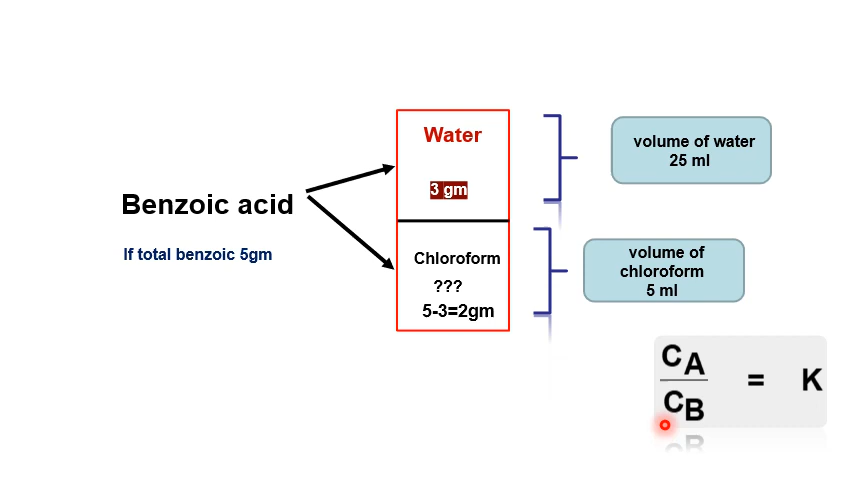 Water
volume of water
25 ml
3 gm
Benzoic acid
If total benzoic 5gm
Chloroform
???
5-3=2gm
volume of
chloroform
5 ml
CA
CB
= K